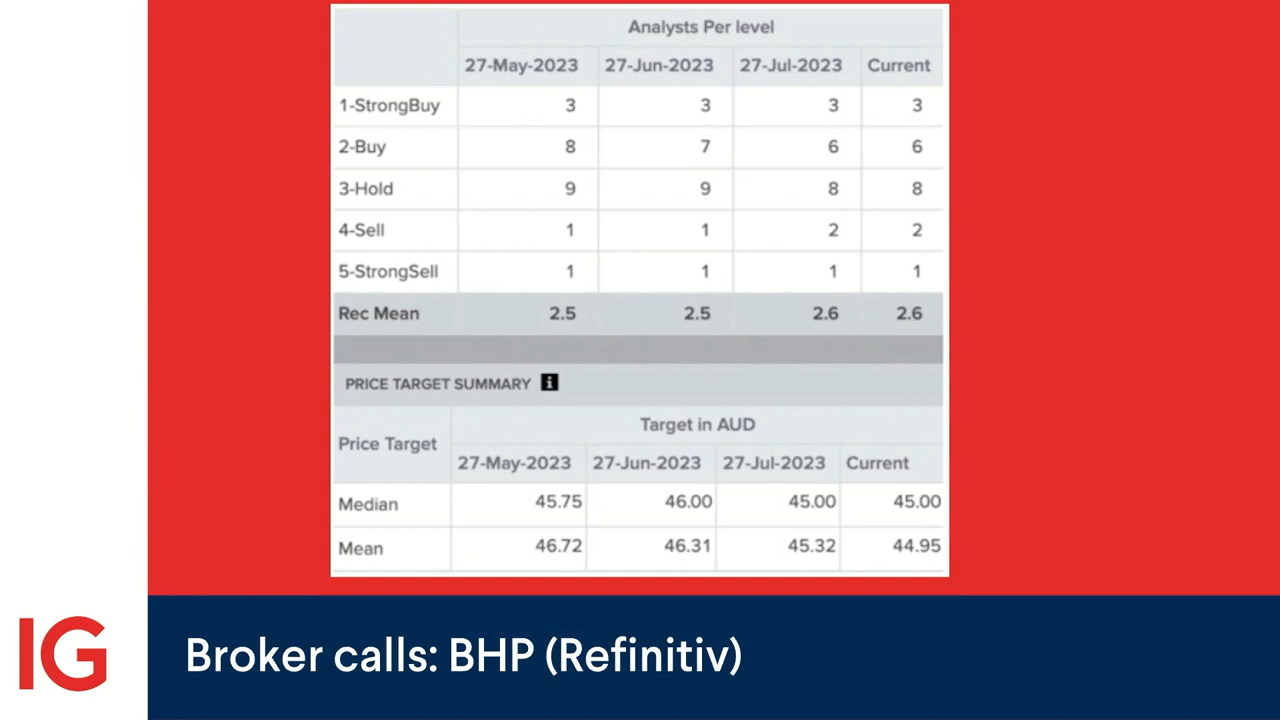 Analysts Per level
27-May-2023 27-Jun-2023 27-Jul-2023 Current
1-StrongBuy 3 3 3 3
2-Buy 8 7 6 6
3-Hold 9 9 8 8
4-Sell 1 1 2 2
5-StrongSell 1 1 1 1
Rec Mean 2.5 2.5 2.6 2.6
PRICE TARGET SUMMARY i
Target in AUD
Price Target
27-May-2023 27-Jun-2023 27-Jul-2023 Current
Median 45.75 46.00 45.00 45.00
Mean 46.72 46.31 45.32 44.95
IG
Broker calls: BHP (Refinitiv)